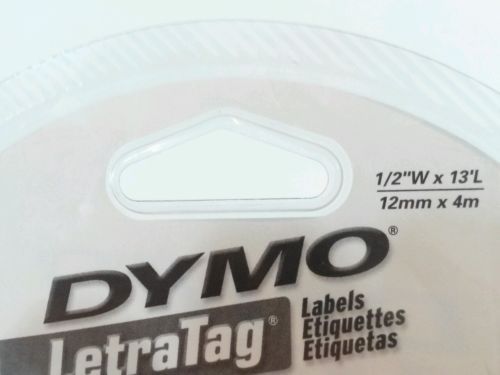 1/2"W x 13'L
12mm x 4m
DYMO®
LetraTag®
Labels
Etiquettes
Etiquetas